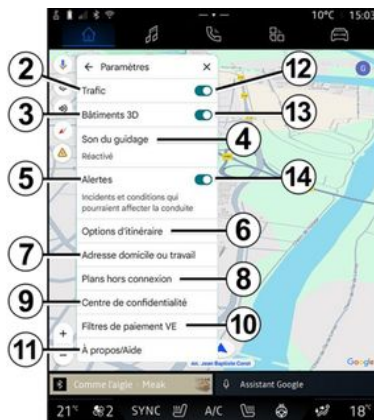 10°C 15:03
← Paramètres ×
2 Trafic 12
3 Bâtiments 3D 13
Son du guidage 4
Réactivé
5 Alertes 14
Incidents et conditions qui
pourraient affecter la conduite
Options d'itinéraire 6
7 Adresse domicile ou travail
Plans hors connexion 8
9 Centre de confidentialité
Filtres de paiement VE 10
11 À propos/Aide
G
+
−
Google
Comme l'aigle · Meak
Assistant Google
21° 2 SYNC A/C 18°